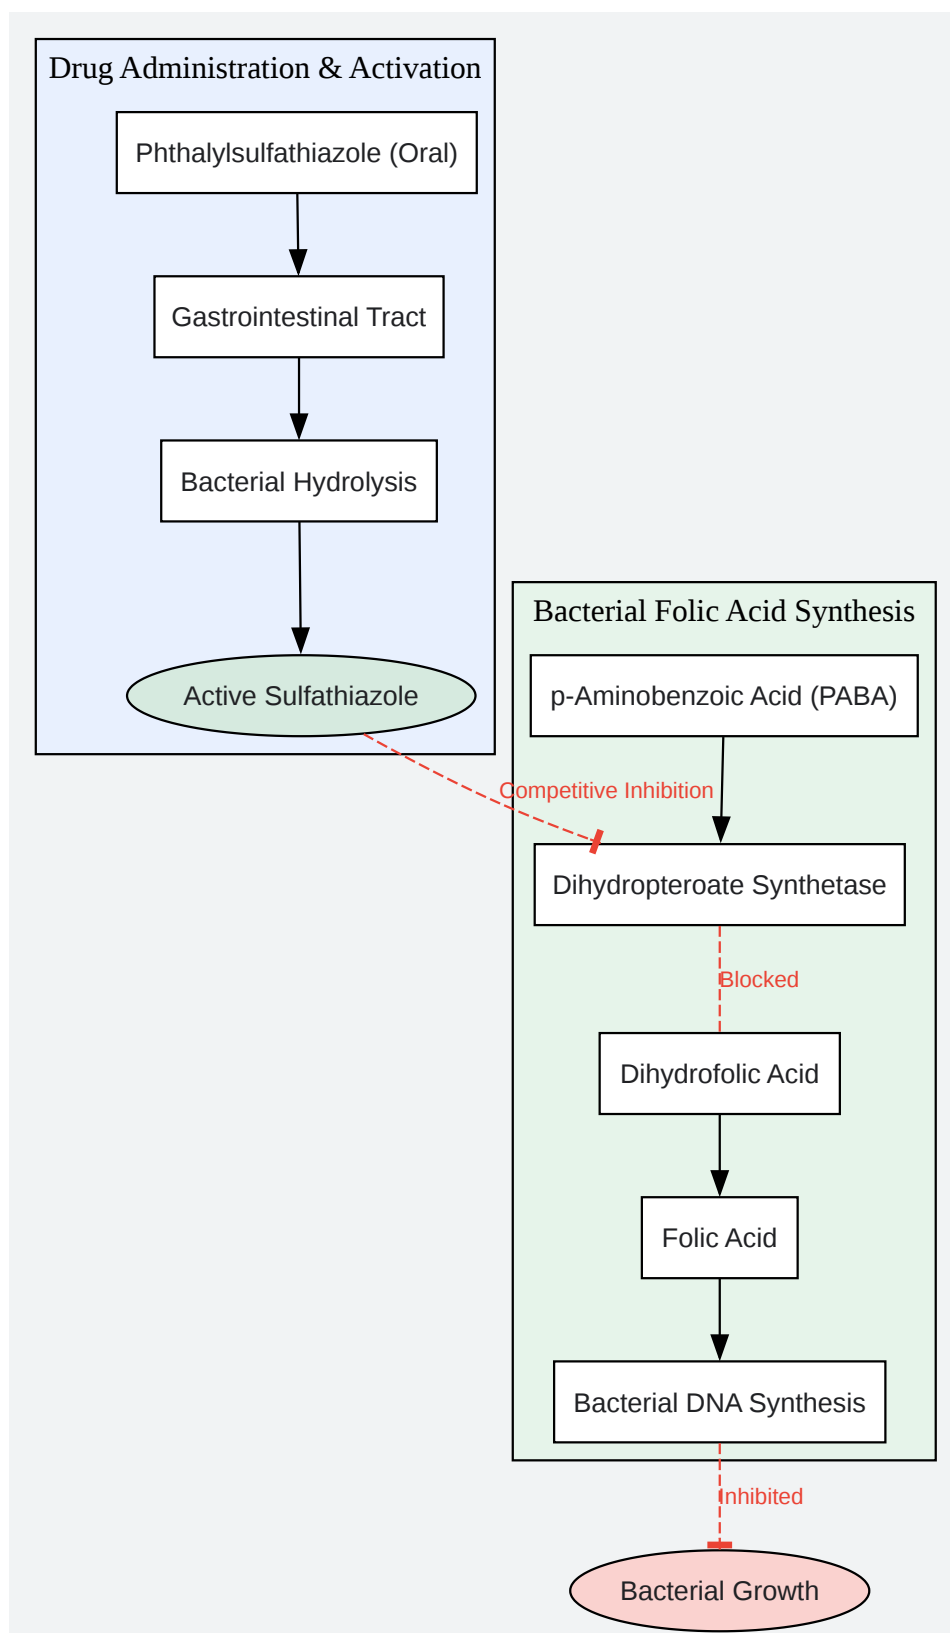 Drug Administration & Activation
Phthalylsulfathiazole (Oral)
Gastrointestinal Tract
Bacterial Hydrolysis
Active Sulfathiazole
Bacterial Folic Acid Synthesis
p-Aminobenzoic Acid (PABA)
Competitive Inhibition
Dihydropteroate Synthetase
Blocked
Dihydrofolic Acid
Folic Acid
Bacterial DNA Synthesis
Inhibited
Bacterial Growth